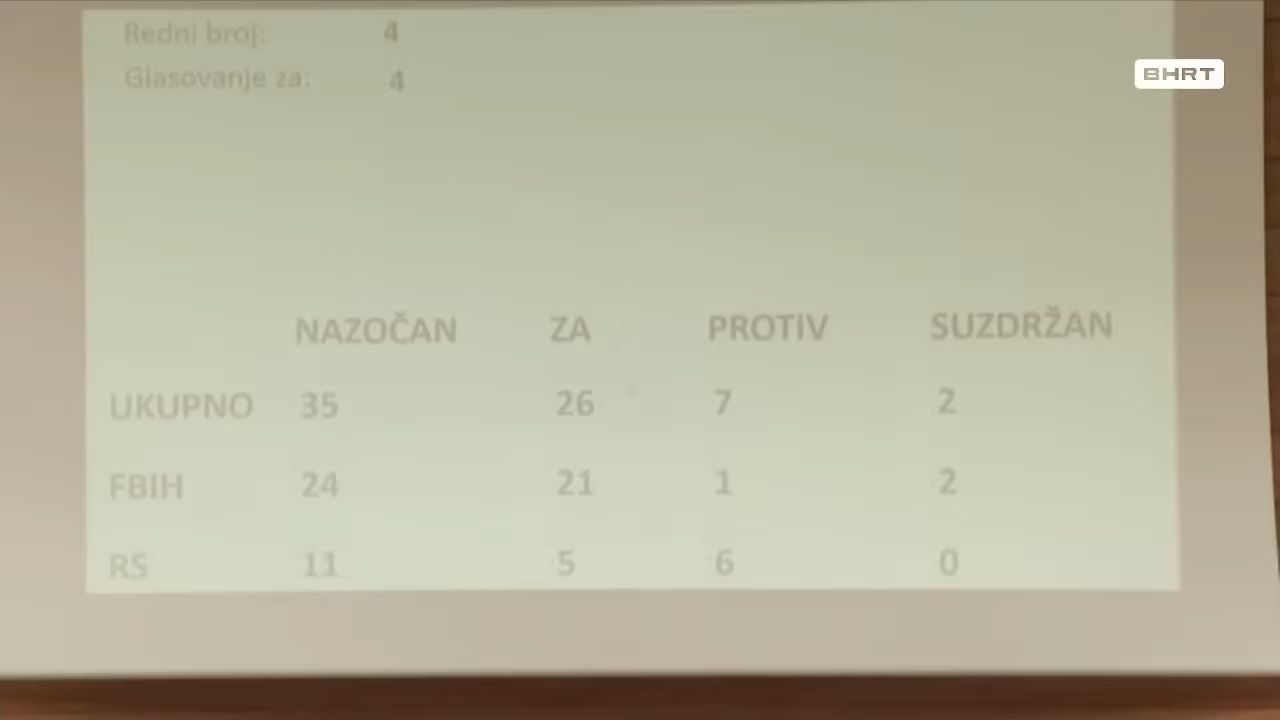 Redni broj: 4
BHRT
Glasovanje za: 4
NAZOČAN ZA PROTIV SUZDRŽAN
UKUPNO 35 26 7 2
FBIH 24 21 1 2
RS 11 5 6 0